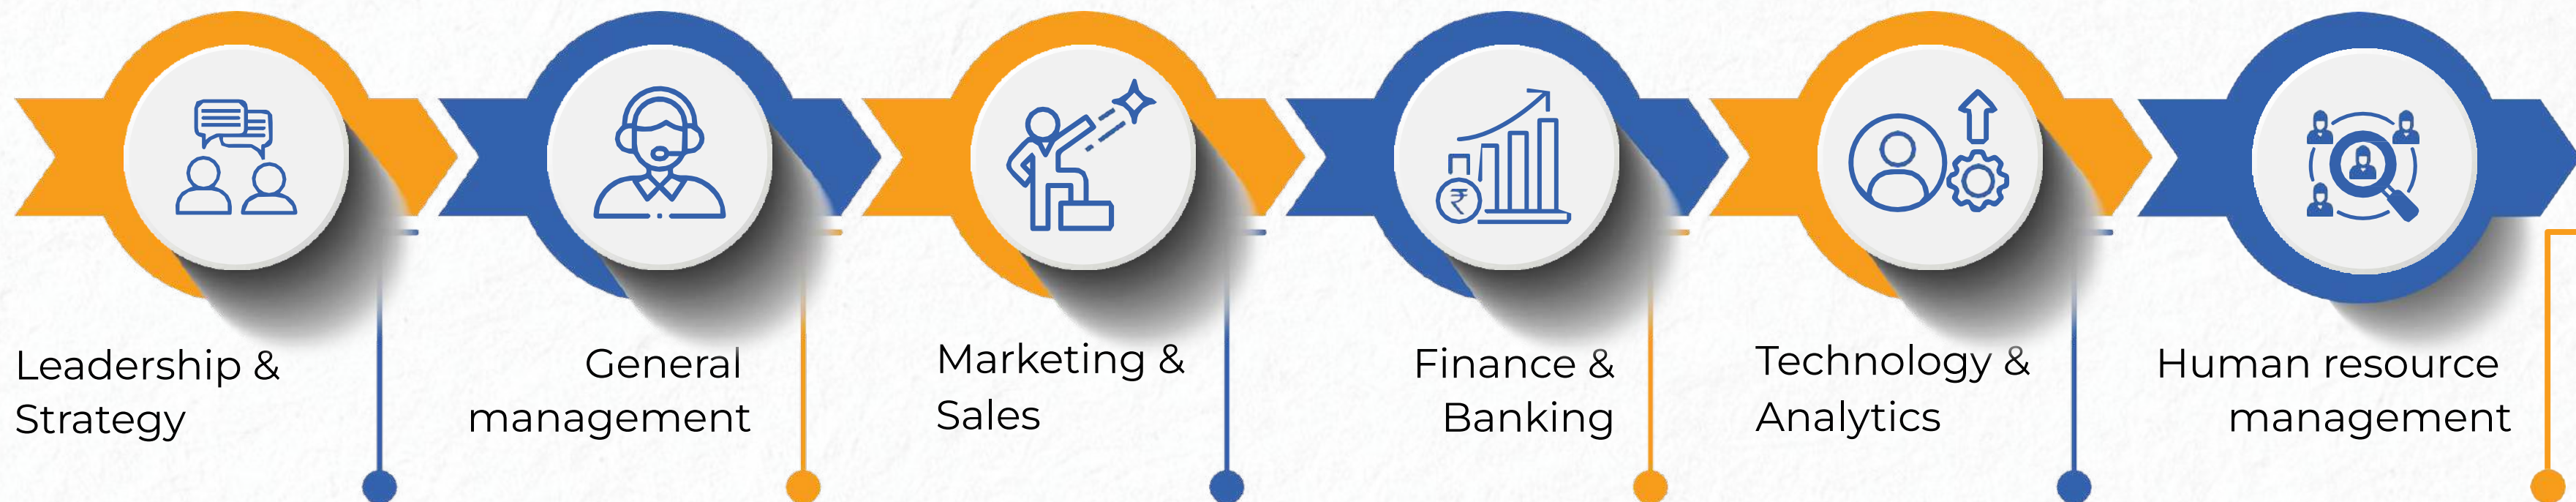 Leadership &
Strategy
General
management
Marketing &
Sales
Finance &
Banking
Technology &
Analytics
Human resource
management
₹